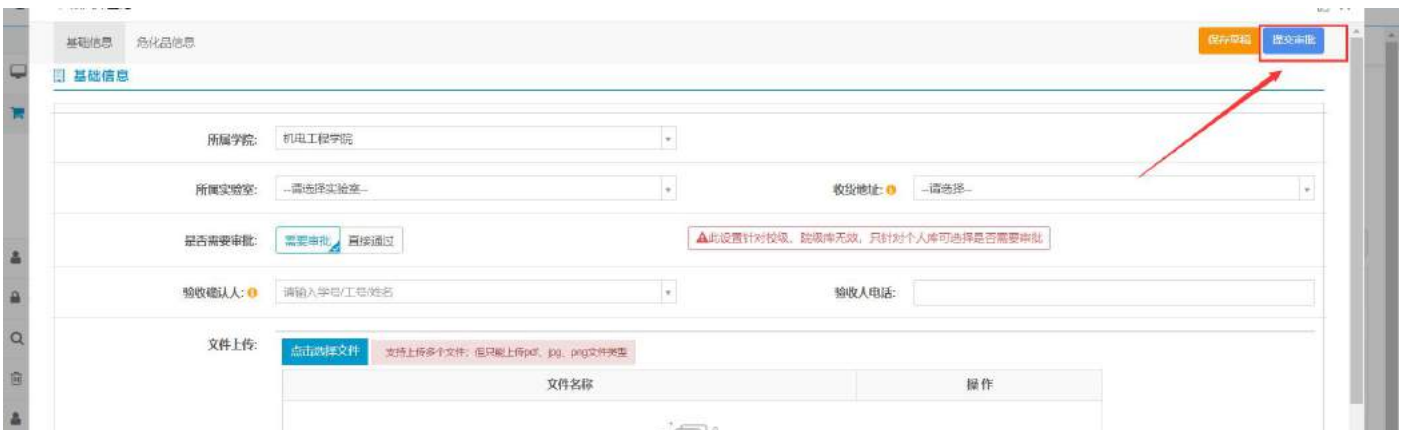 基础信息 危化品信息 保存草稿 提交审批
基础信息
所属学院: 机电工程学院
所属实验室: --请选择实验室-- 收货地址: --请选择--
是否需要审批: 需要审批 直接通过 此设置针对校级、院级库无效，只针对个人库可选择是否需要审批
验收确认人: 请输入学号/工号/姓名 验收人电话:
文件上传: 点击选择文件 支持上传多个文件；但只能上传pdf、jpg、png文件类型
文件名称 操作